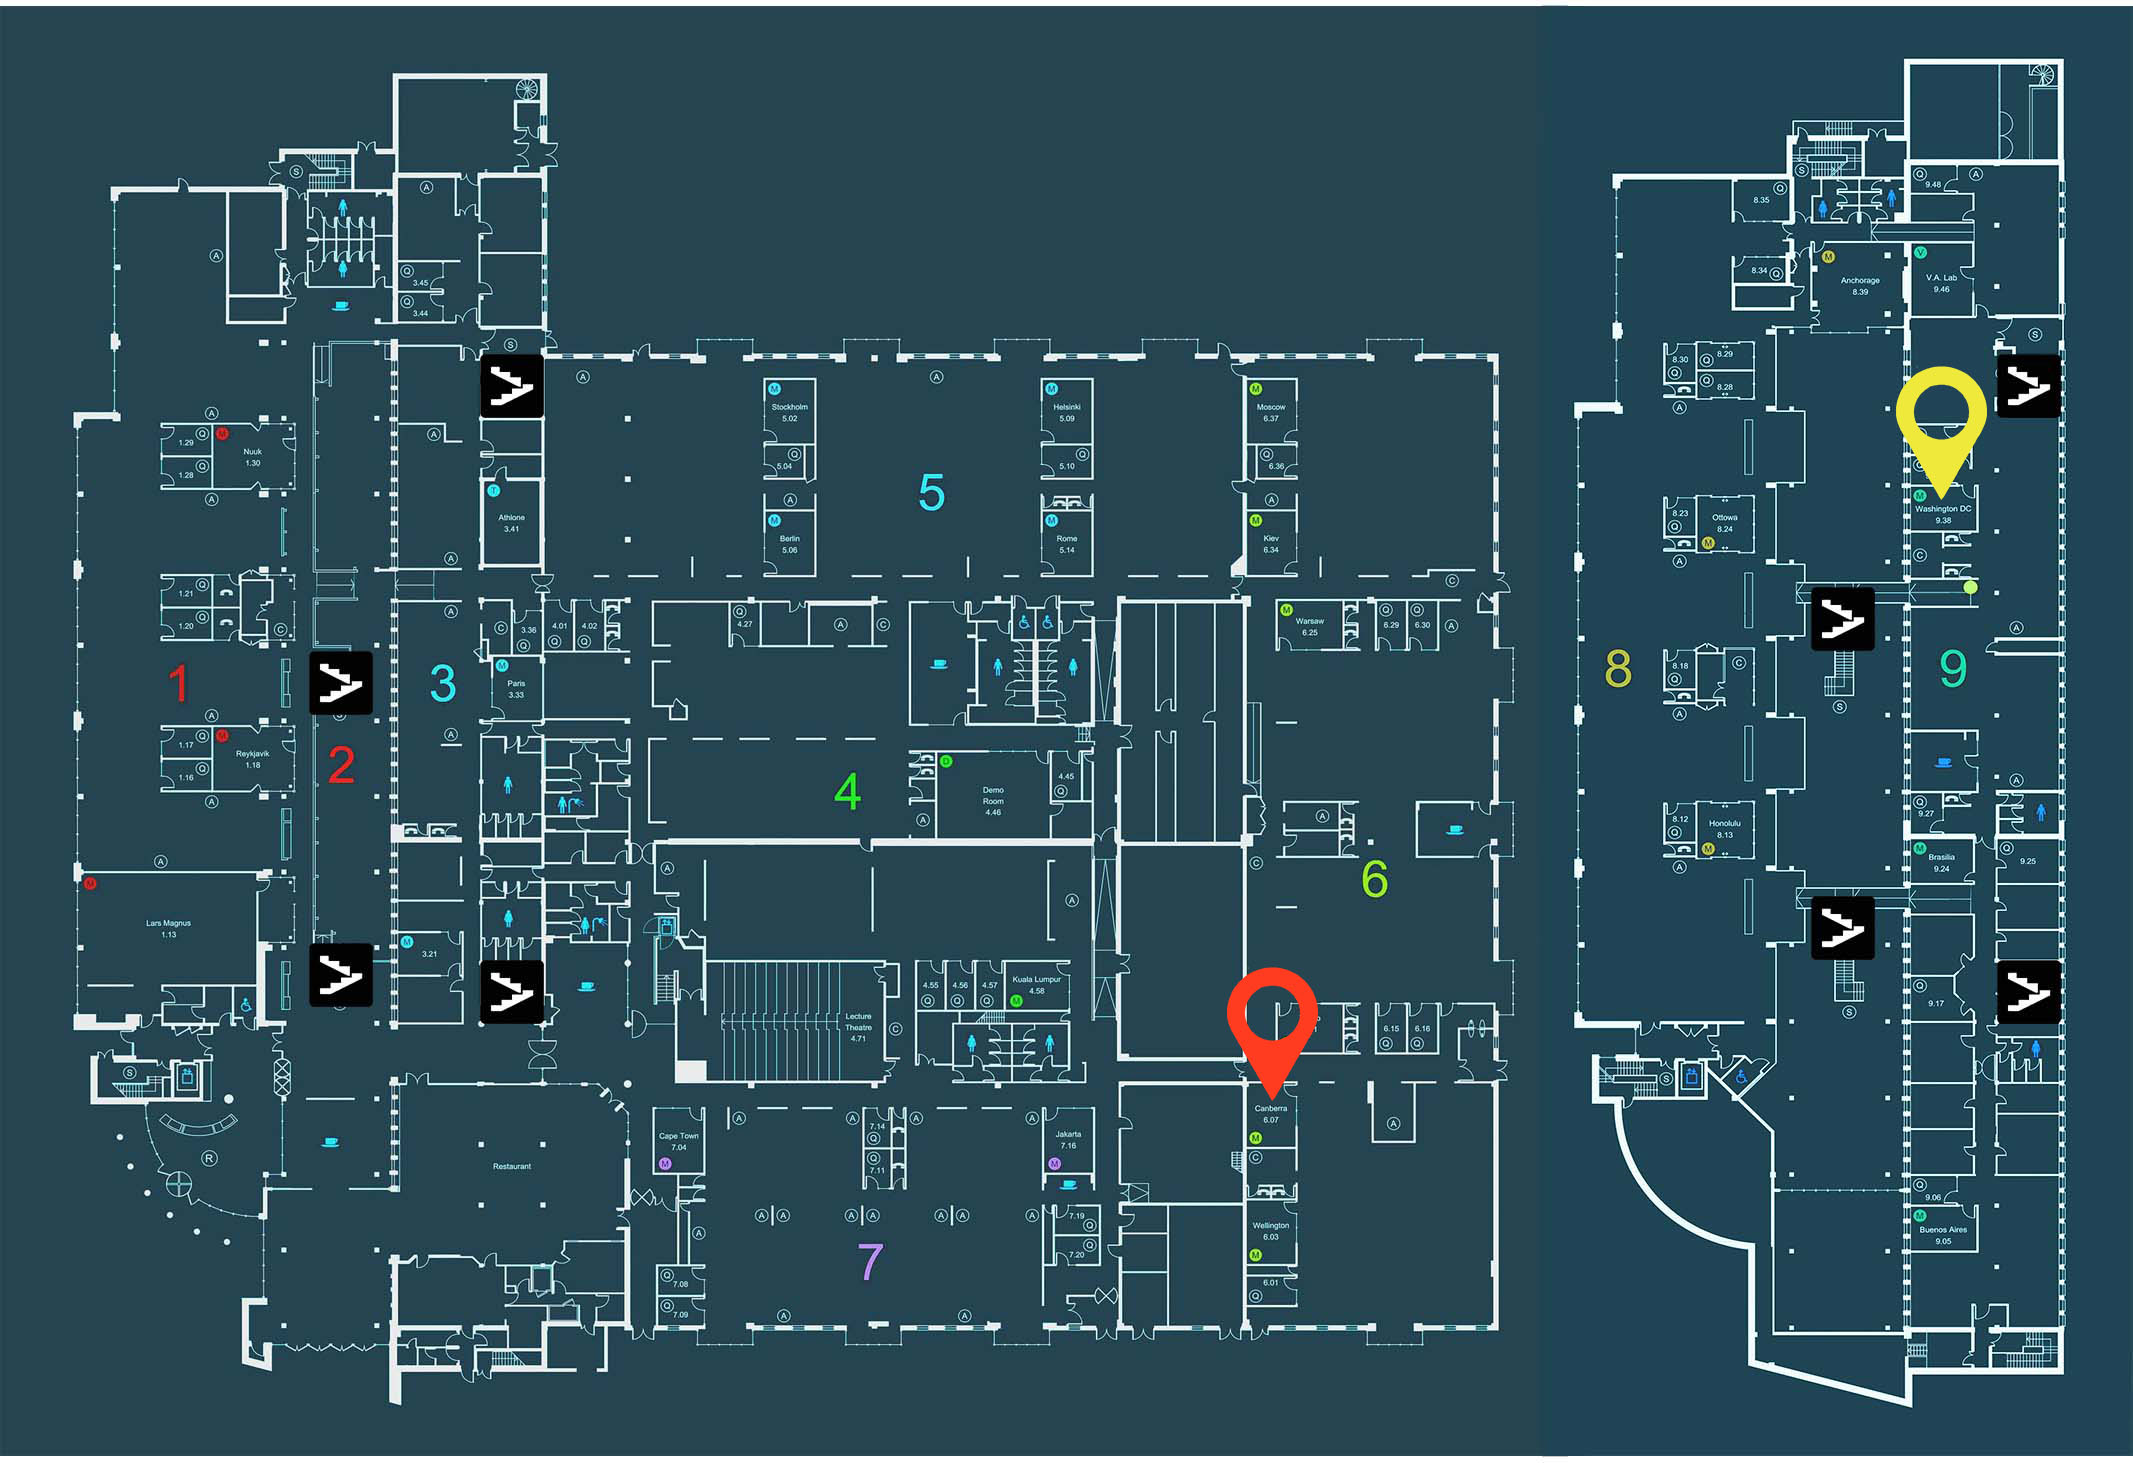 S
A
A
Q
3.45
Q
3.44
S
A
A
A
1.29
Q
M
Nuuk
1.30
1.28
Q
A
A
T
Athlone
3.41
A
M
Stockholm
5.02
Q
5.04
A
M
Berlin
5.06
A
5
M
Helsinki
5.09
Q
5.10
M
Rome
5.14
M
Moscow
6.37
Q
6.36
A
M
Kiev
6.34
C
1.21
Q
1.20
Q
C
A
C
3.36
Q
4.01
Q
4.02
Q
Q
4.27
A
C
M
Warsaw
6.25
Q
6.29
Q
6.30
A
1
2
3
M
Paris
3.33
A
A
1.17
Q
M
Reykjavik
1.18
1.16
Q
A
4
D
Demo
Room
4.46
4.45
Q
A
A
C
6
A
M
Lars Magnus
1.13
M
3.21
A
A
4.55
Q
4.56
Q
4.57
Q
Kuala Lumpur
4.58
M
Lecture
Theatre
4.71
C
6.15
Q
6.16
Q
S
R
Restaurant
Cape Town
7.04
M
A
7.14
Q
Q
7.11
A
A
Jakarta
7.16
M
Canberra
6.07
M
C
A
A
A
A
A
A
A
A
A
7.19
Q
7.20
Q
Wellington
6.03
M
6.01
Q
7
Q
7.08
Q
7.09
A
A
S
Q
8.35
Q
9.48
A
8.34
Q
M
Anchorage
8.39
V
V.A. Lab
9.46
S
8.30
Q
Q
8.29
Q
8.28
A
8.23
Q
Ottowa
8.24
M
A
M
Washington DC
9.38
C
A
8
8.18
Q
C
A
9
S
A
8.12
Q
Honolulu
8.13
M
A
Q
9.27
M
Brasilia
9.24
Q
9.25
Q
9.17
S
S
Q
9.06
M
Buenos Aires
9.05